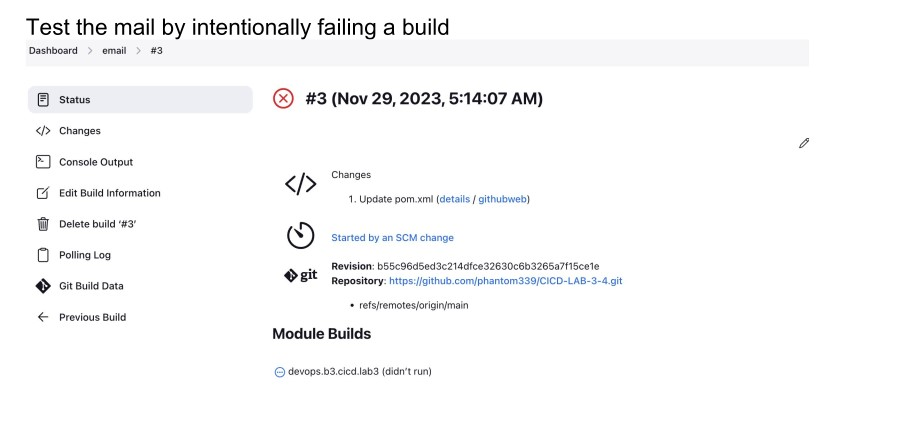 Test the mail by intentionally failing a build
Dashboard > email > #3
Status
Changes
Console Output
Edit Build Information
Delete build ‘#3’
Polling Log
Git Build Data
Previous Build
#3 (Nov 29, 2023, 5:14:07 AM)
Changes
1. Update pom.xml (details / githubweb)
Started by an SCM change
git
Revision: b55c96d5ed3c214dfce32630c6b3265a7f15ce1e
Repository: https://github.com/phantom339/CICD-LAB-3-4.git
• refs/remotes/origin/main
Module Builds
devops.b3.cicd.lab3 (didn’t run)